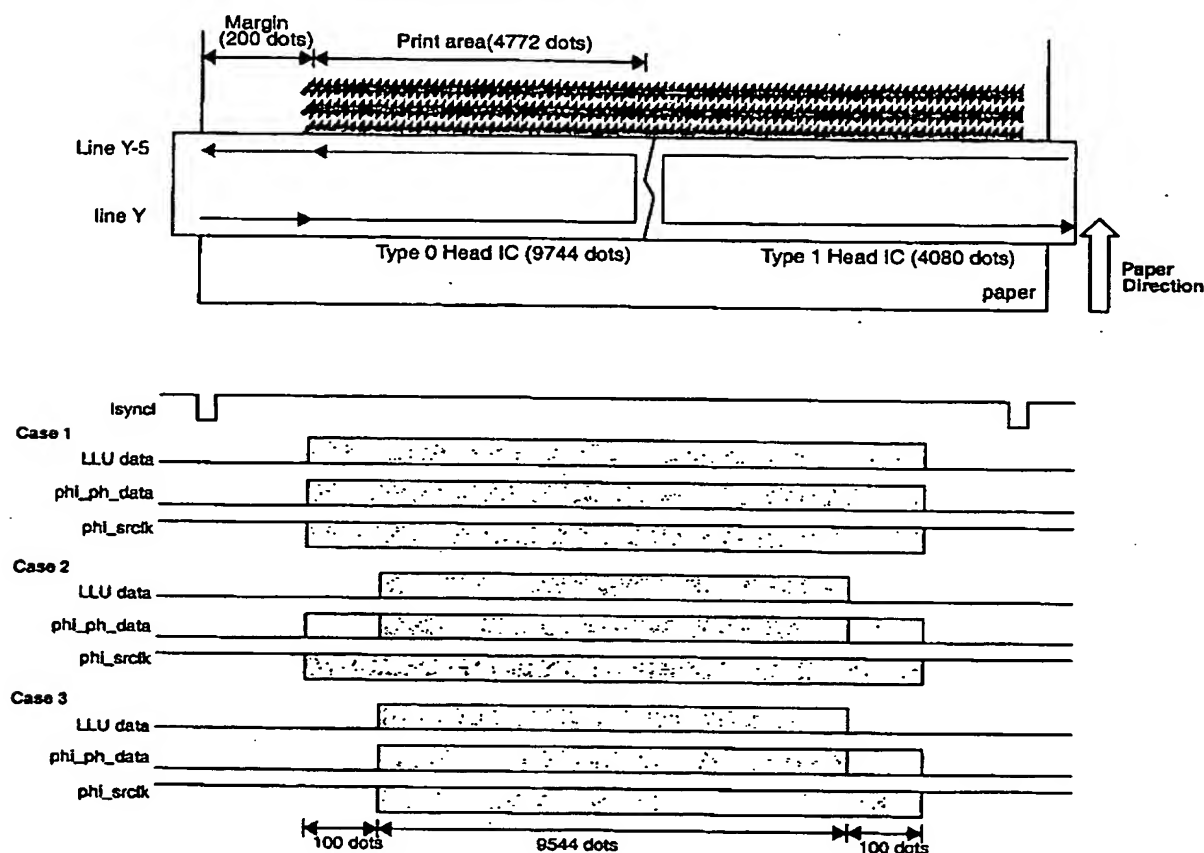 Margin
(200 dots)
Print area(4772 dots)
Line Y-5
line Y
Type 0 Head IC (9744 dots)
Type 1 Head IC (4080 dots)
paper
Paper
Direction
lsyncl
Case 1
LLU data
phi_ph_data
phi_srclk
Case 2
LLU data
phi_ph_data
phi_srclk
Case 3
LLU data
phi_ph_data
phi_srclk
100 dots
9544 dots
100 dots